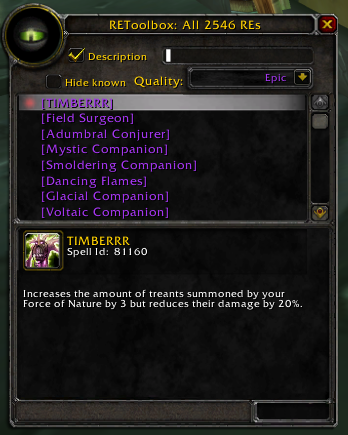 REToolbox: All 2546 REs
Description
Hide known Quality: Epic
[TIMBERRR]
[Field Surgeon]
[Adumbral Conjurer]
[Mystic Companion]
[Smoldering Companion]
[Dancing Flames]
[Glacial Companion]
[Voltaic Companion]
TIMBERRR
Spell Id: 81160
Increases the amount of treants summoned by your
Force of Nature by 3 but reduces their damage by 20%.